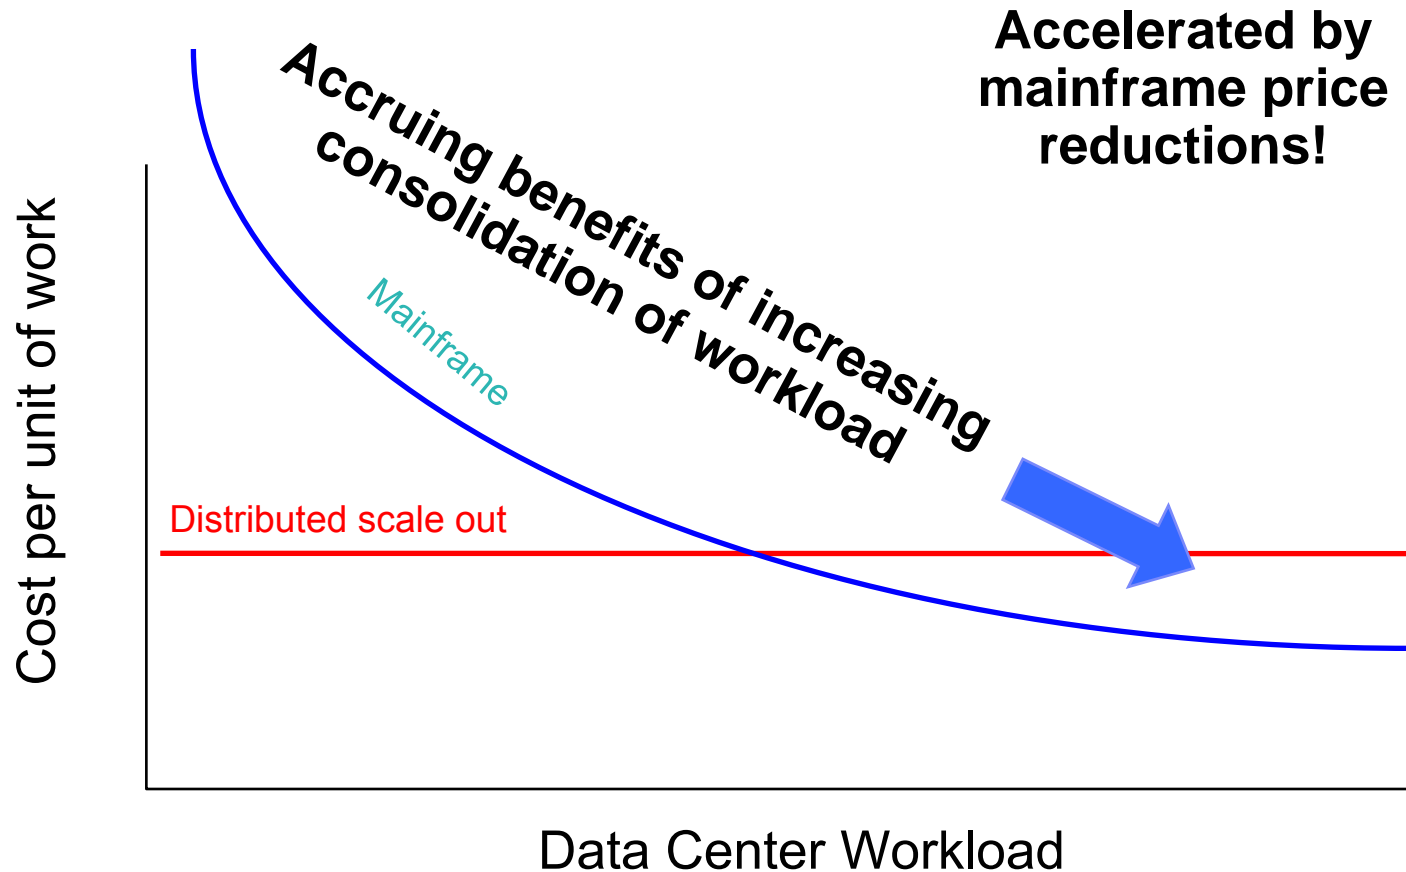 Accelerated by
mainframe price
reductions!
Accruing benefits of increasing
consolidation of workload
Mainframe
Distributed scale out
Cost per unit of work
Data Center Workload